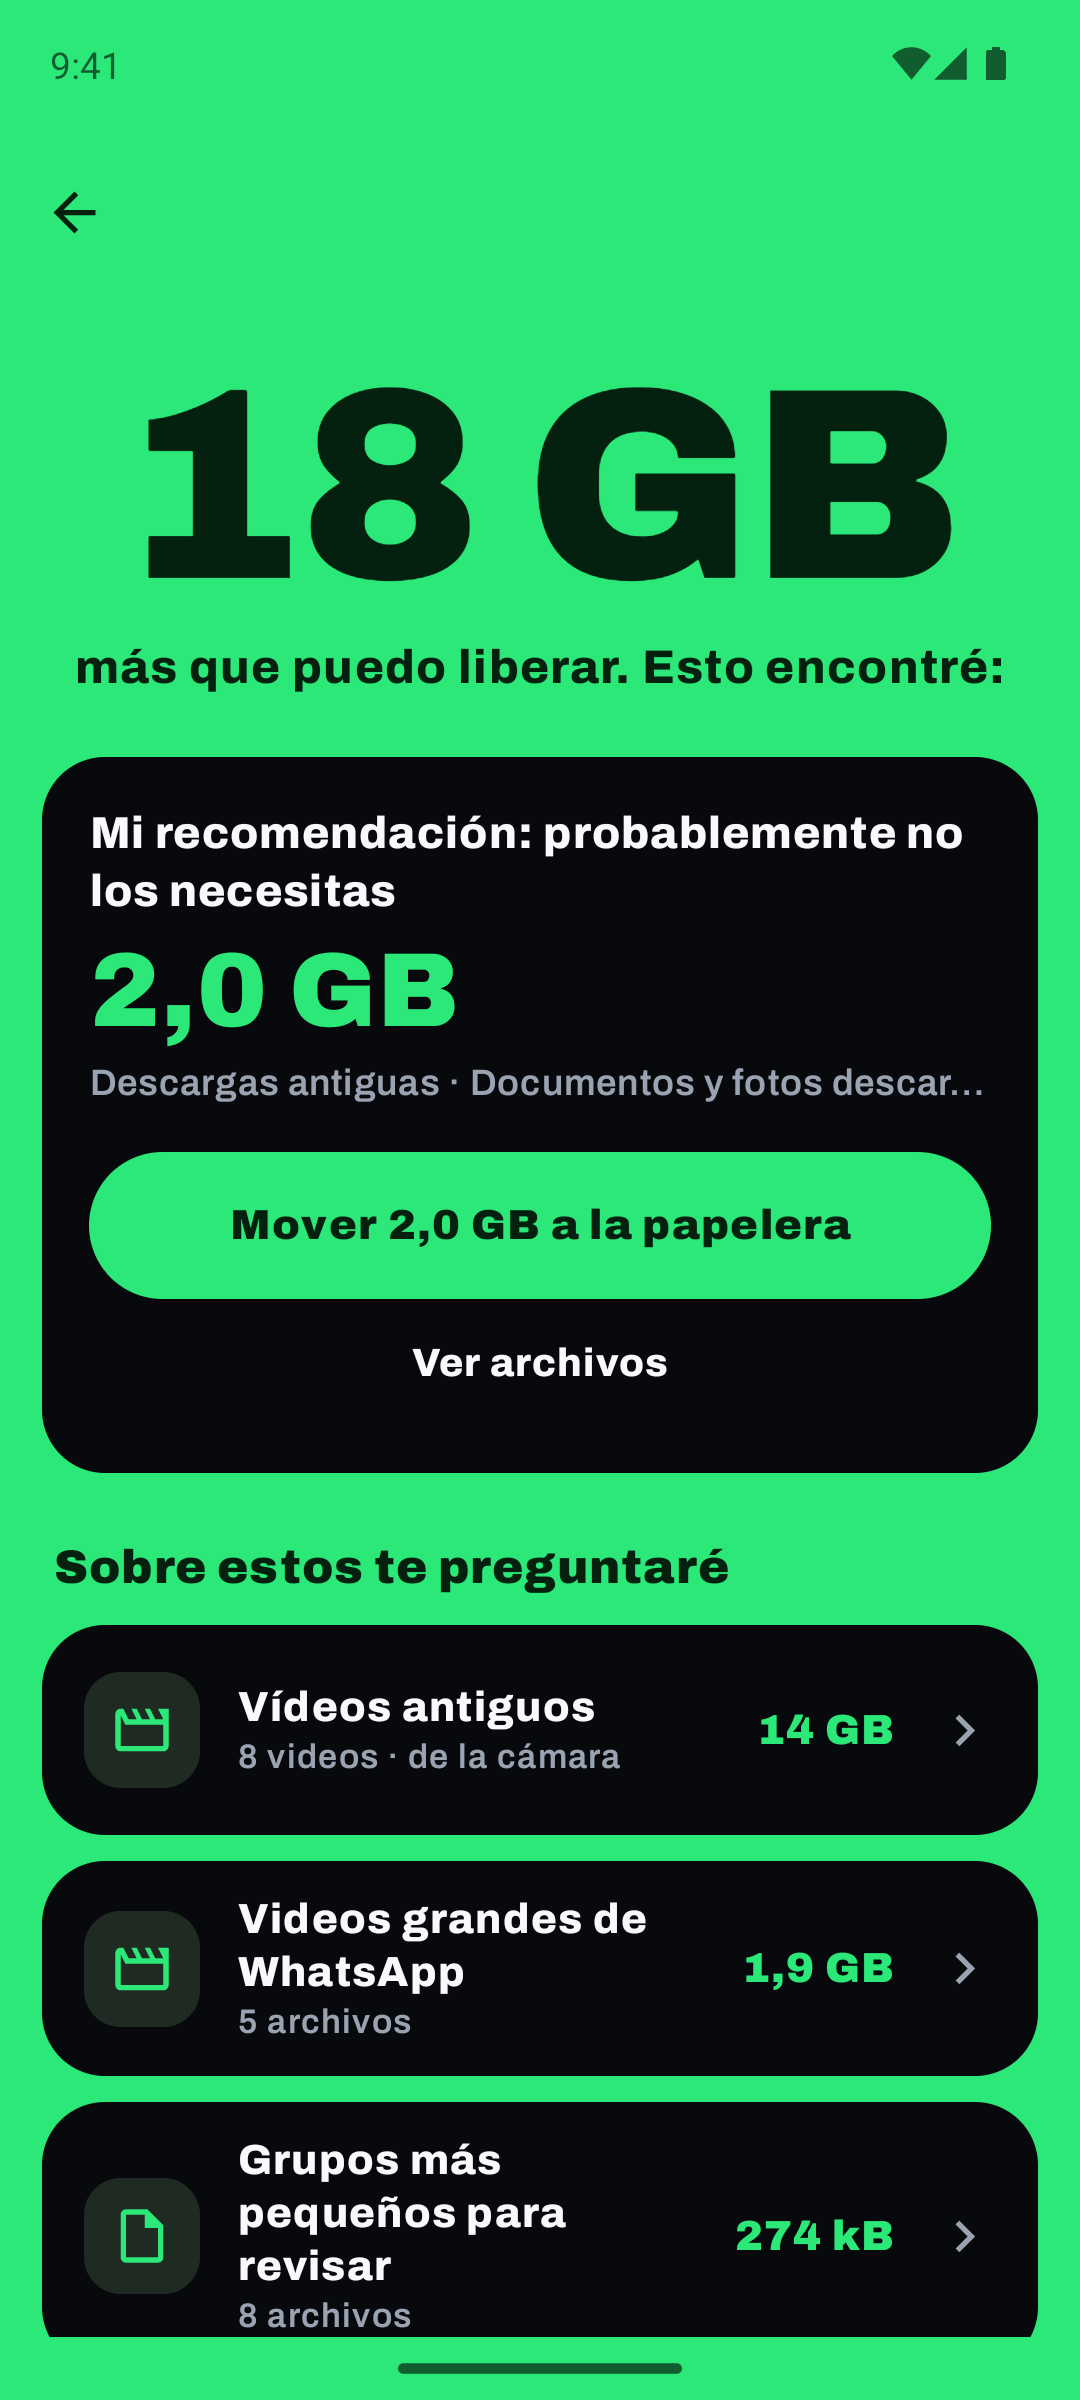 9:41
18 GB
más que puedo liberar. Esto encontré:
Mi recomendación: probablemente no
los necesitas
2,0 GB
Descargas antiguas · Documentos y fotos descar...
Mover 2,0 GB a la papelera
Ver archivos
Sobre estos te preguntaré
Vídeos antiguos
8 videos · de la cámara
14 GB
Videos grandes de
WhatsApp
5 archivos
1,9 GB
Grupos más
pequeños para
revisar
8 archivos
274 kB